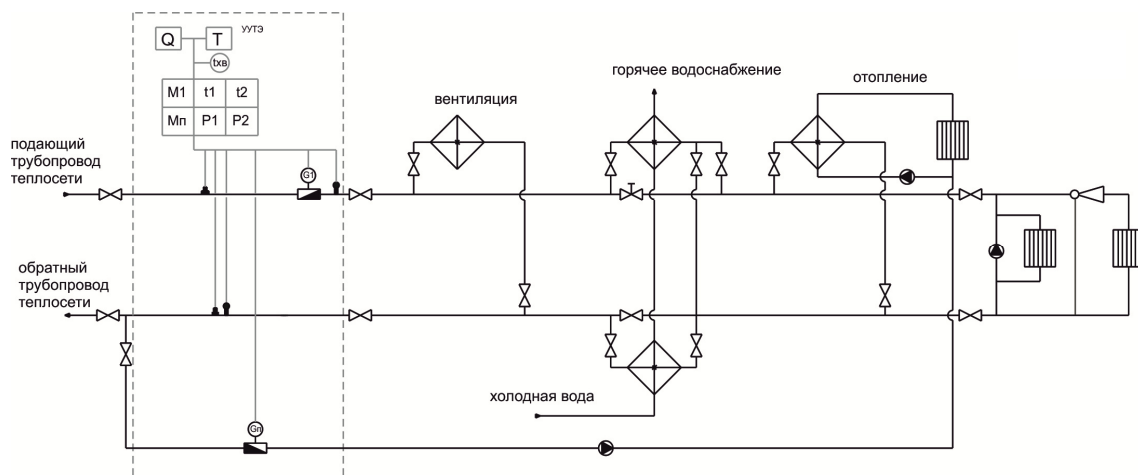 УУТЭ
Q T
tхв
M1 t1 t2
Mп P1 P2
вентиляция
горячее водоснабжение
отопление
подающий
трубопровод
теплосети
G1
обратный
трубопровод
теплосети
холодная вода
Gп